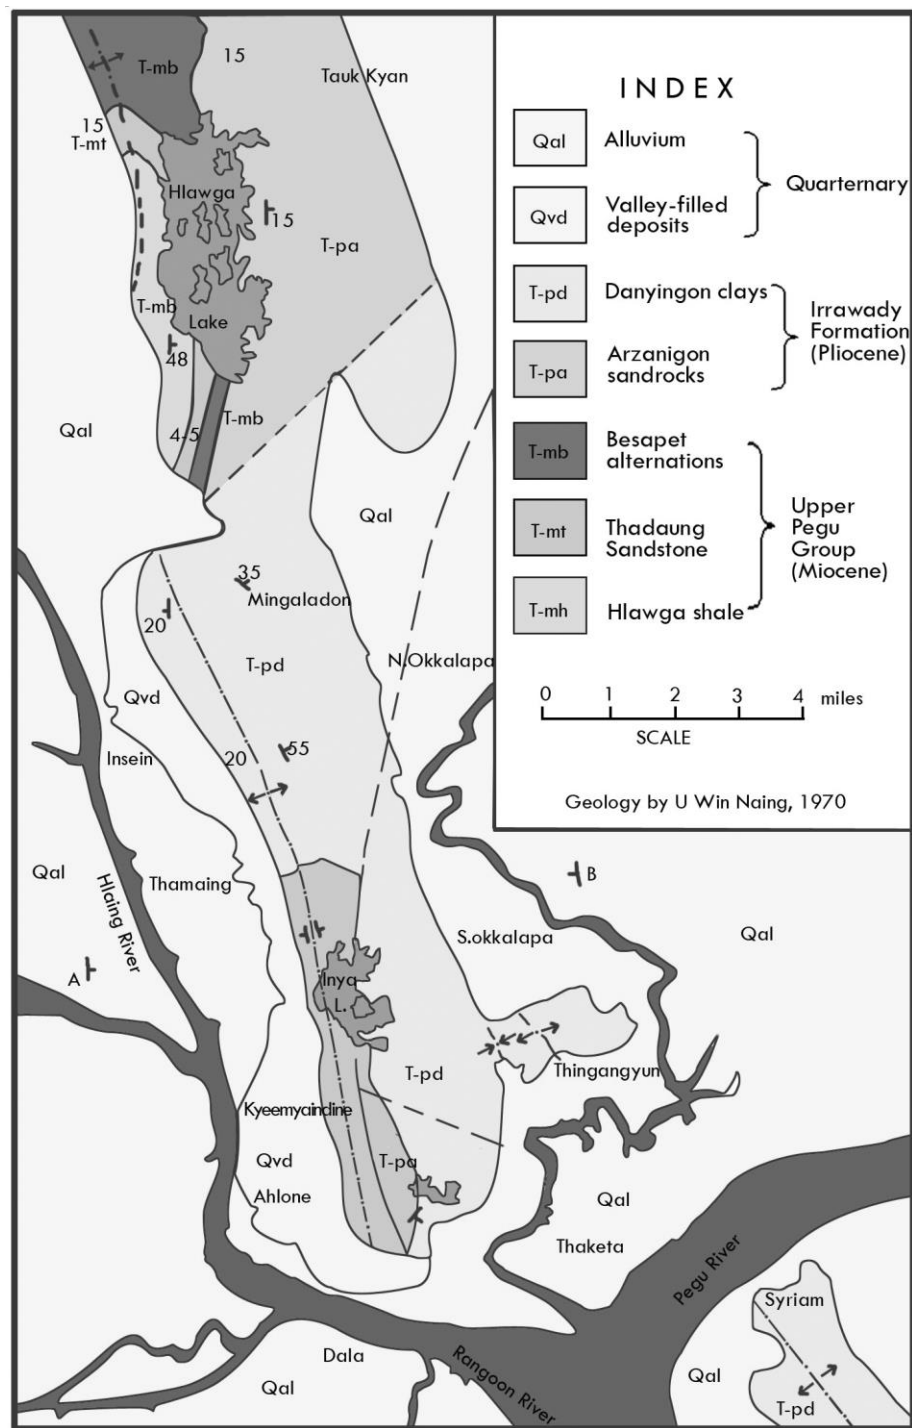 T-mb
15
Tauk Kyan
15
T-mt
Hlawga
15
T-pa
T-mb
Lake
48
T-mb
Qal
4-5
Qal
35
Mingaladon
20
T-pd
N.Okkalapa
Qvd
Insein
20
55
Qal
Thamaing
Hlaing River
B
S.okkalapa
Qal
A
Inya
L.
T-pd
Thingangyun
Kyeemyaindine
Qvd
T-pa
Ahlone
Qal
Thaketa
Pegu River
Syriam
Dala
Rangoon River
Qal
Qal
T-pd
INDEX
Qal Alluvium
Quarternary
Qvd Valley-filled
deposits
T-pd Danyingon clays
Irrawady
Formation
(Pliocene)
T-pa Arzanigon
sandrocks
T-mb Besapet
alternations
Upper
Pegu
Group
(Miocene)
T-mt Thadaung
Sandstone
T-mh Hlawga shale
0 1 2 3 4 miles
SCALE
Geology by U Win Naing, 1970